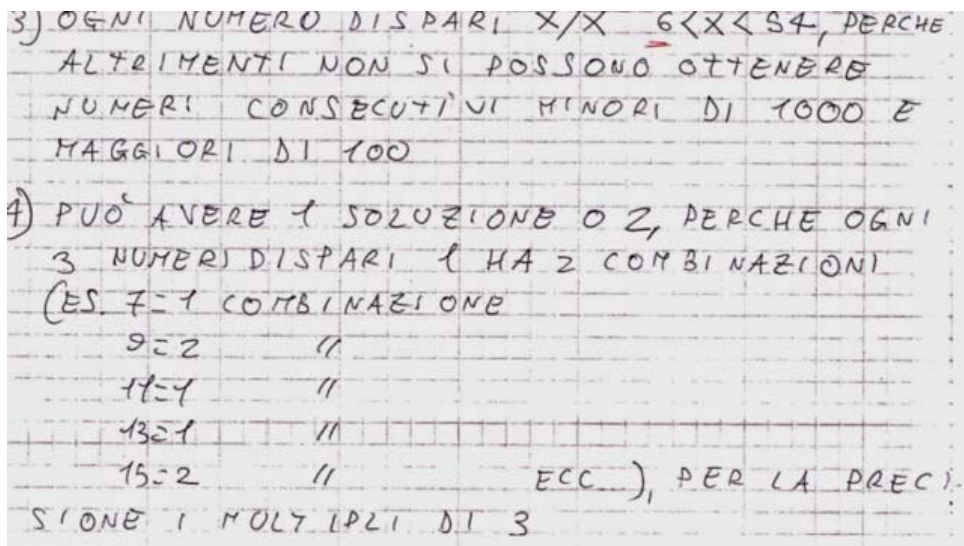 3) OGNI NUMERO DISPARI X/X 6<X<54, PERCHE
ALTRIMENTI NON SI POSSONO OTTENERE
NUMERI CONSECUTIVI MINORI DI 1000 E
MAGGIORI DI 100
4) PUÒ AVERE 1 SOLUZIONE O 2, PERCHE OGNI
3 NUMERI DISPARI 1 HA 2 COMBINAZIONI
(ES. 7=1 COMBINAZIONE
9=2 "
11=1 "
13=1 "
15=2 " ECC...), PER LA PRECI
SIONE I MOLTIPLI DI 3